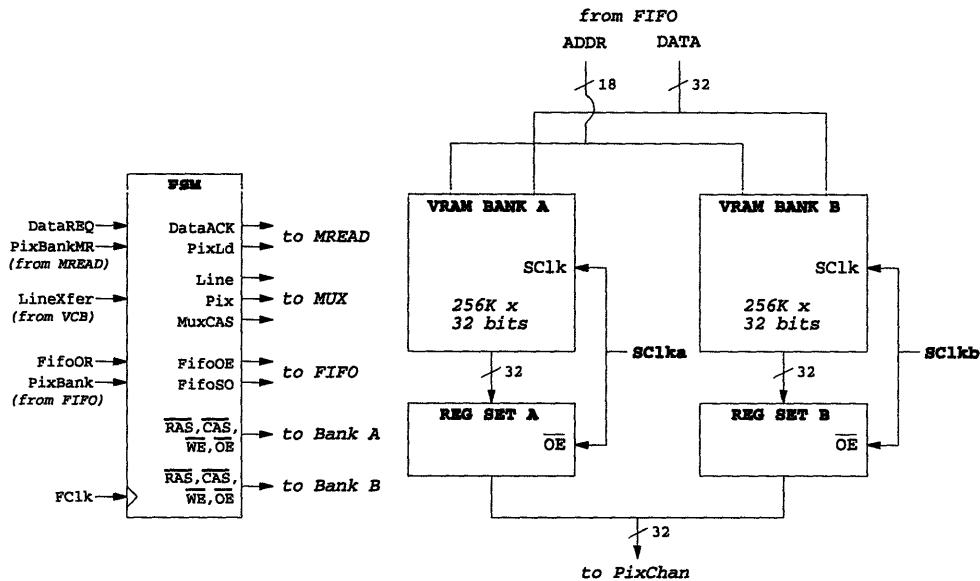 from FIFO
ADDR DATA
18 32
FSM
DataREQ
PixBankMR
(from MREAD)
LineXfer
(from VCB)
FifoOR
PixBank
(from FIFO)
FClk
DataACK
PixLd
to MREAD
Line
Pix
MuxCAS
to MUX
FifoOE
FifoSO
to FIFO
RAS, CAS,
WE, OE
to Bank A
RAS, CAS,
WE, OE
to Bank B
VRAM BANK A
SClk
256K x
32 bits
32
SClka
REG SET A
OE
VRAM BANK B
SClk
256K x
32 bits
32
SClkb
REG SET B
OE
32
to PixChan